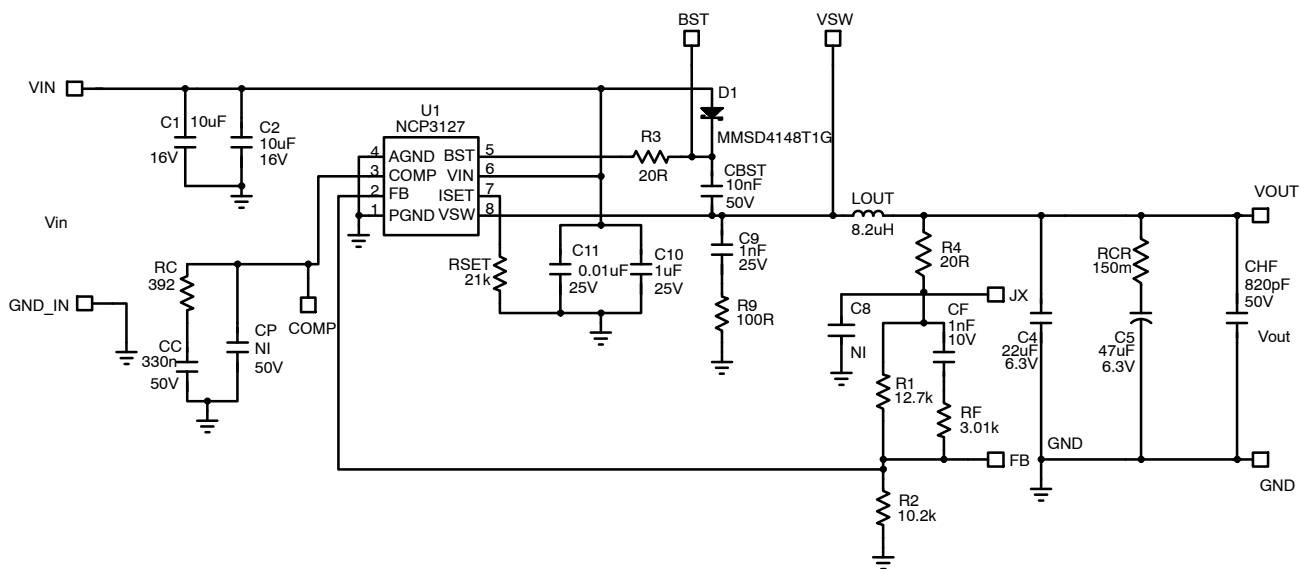 BST
VSW
VIN
C1
10uF
16V
C2
10uF
16V
U1
NCP3127
4
AGND
BST
5
3
COMP
VIN
6
2
FB
ISET
7
1
PGND
VSW
8
D1
MMSD4148T1G
R3
20R
CBST
10nF
50V
LOUT
8.2uH
VOUT
Vin
RC
392
GND_IN
CC
330n
50V
CP
NI
50V
COMP
RSET
21k
C11
0.01uF
25V
C10
1uF
25V
C9
1nF
25V
R9
100R
R4
20R
JX
C8
NI
CF
1nF
10V
R1
12.7k
RF
3.01k
FB
R2
10.2k
C4
22uF
6.3V
RCR
150m
C5
47uF
6.3V
CHF
820pF
50V
Vout
GND
GND